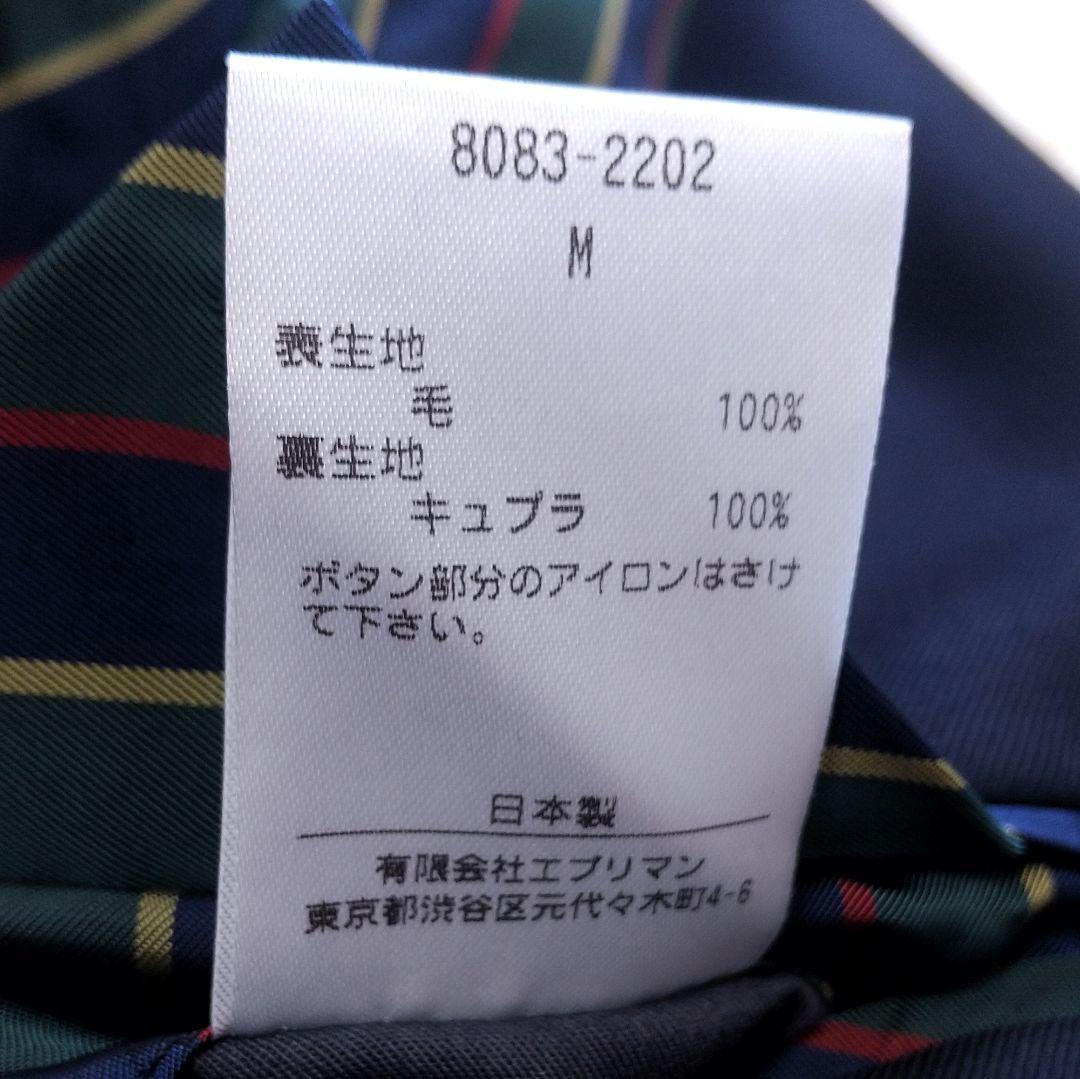 8083-2202
M
表生地
毛 100%
裏生地
キュプラ 100%
ボタン部分のアイロンはさけ
て下さい。
日本製
有限会社エブリマン
東京都渋谷区元代々木町4-6